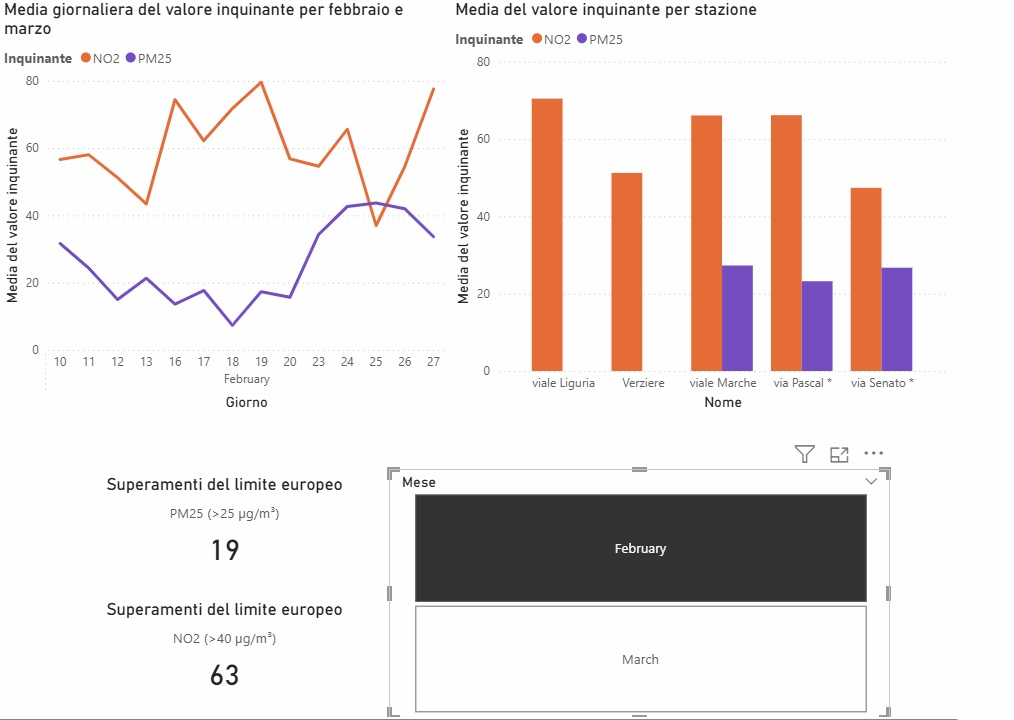 Media giornaliera del valore inquinante per febbraio e
marzo
Inquinante NO2 PM25
Media del valore inquinante
80
60
40
20
0
10 11 12 13 16 17 18 19 20 23 24 25 26 27
February
Giorno
Media del valore inquinante per stazione
Inquinante NO2 PM25
Media del valore inquinante
80
60
40
20
0
viale Liguria Verziere viale Marche via Pascal * via Senato *
Nome
Superamenti del limite europeo
PM25 (>25 µg/m³)
19
Superamenti del limite europeo
NO2 (>40 µg/m³)
63
Mese
February
March